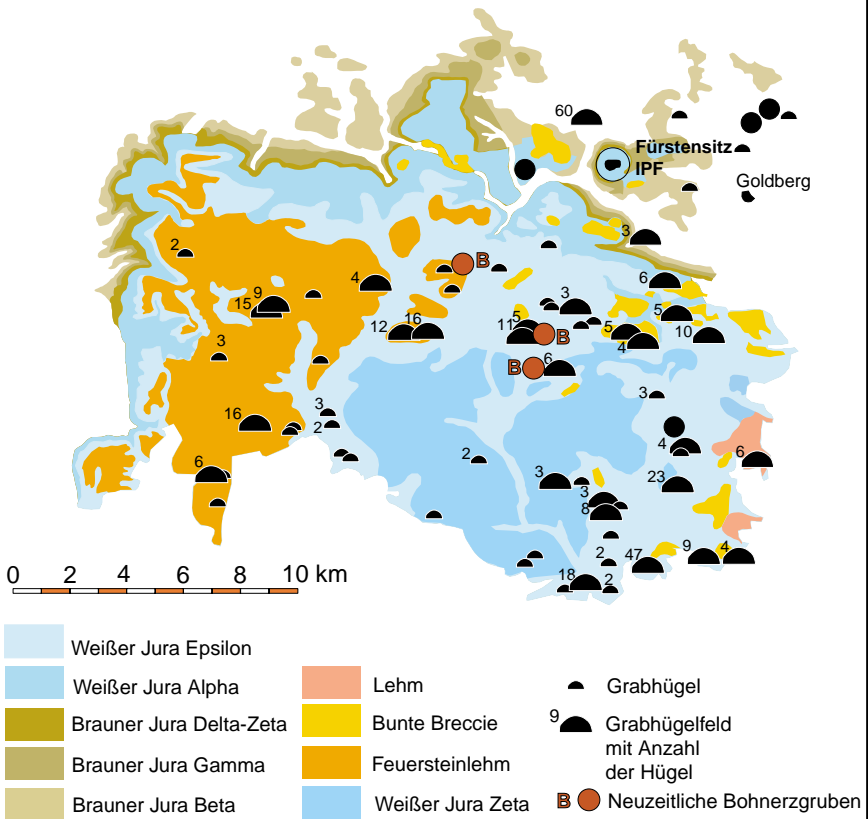 60
Fürstensitz
IPF
Goldberg
3
2
B
6
4
9
15
3
5
5
16
12
11
B
5
10
4
3
B
6
3
3
16
2
4
6
2
6
3
23
3
8
47
9
4
2
18
2
0 2 4 6 8 10 km
Weißer Jura Epsilon
Weißer Jura Alpha
Brauner Jura Delta-Zeta
Brauner Jura Gamma
Brauner Jura Beta
Lehm
Bunte Breccie
Feuersteinlehm
Weißer Jura Zeta
Grabhügel
9 Grabhügelfeld
mit Anzahl
der Hügel
B Neuzeitliche Bohnerzgruben